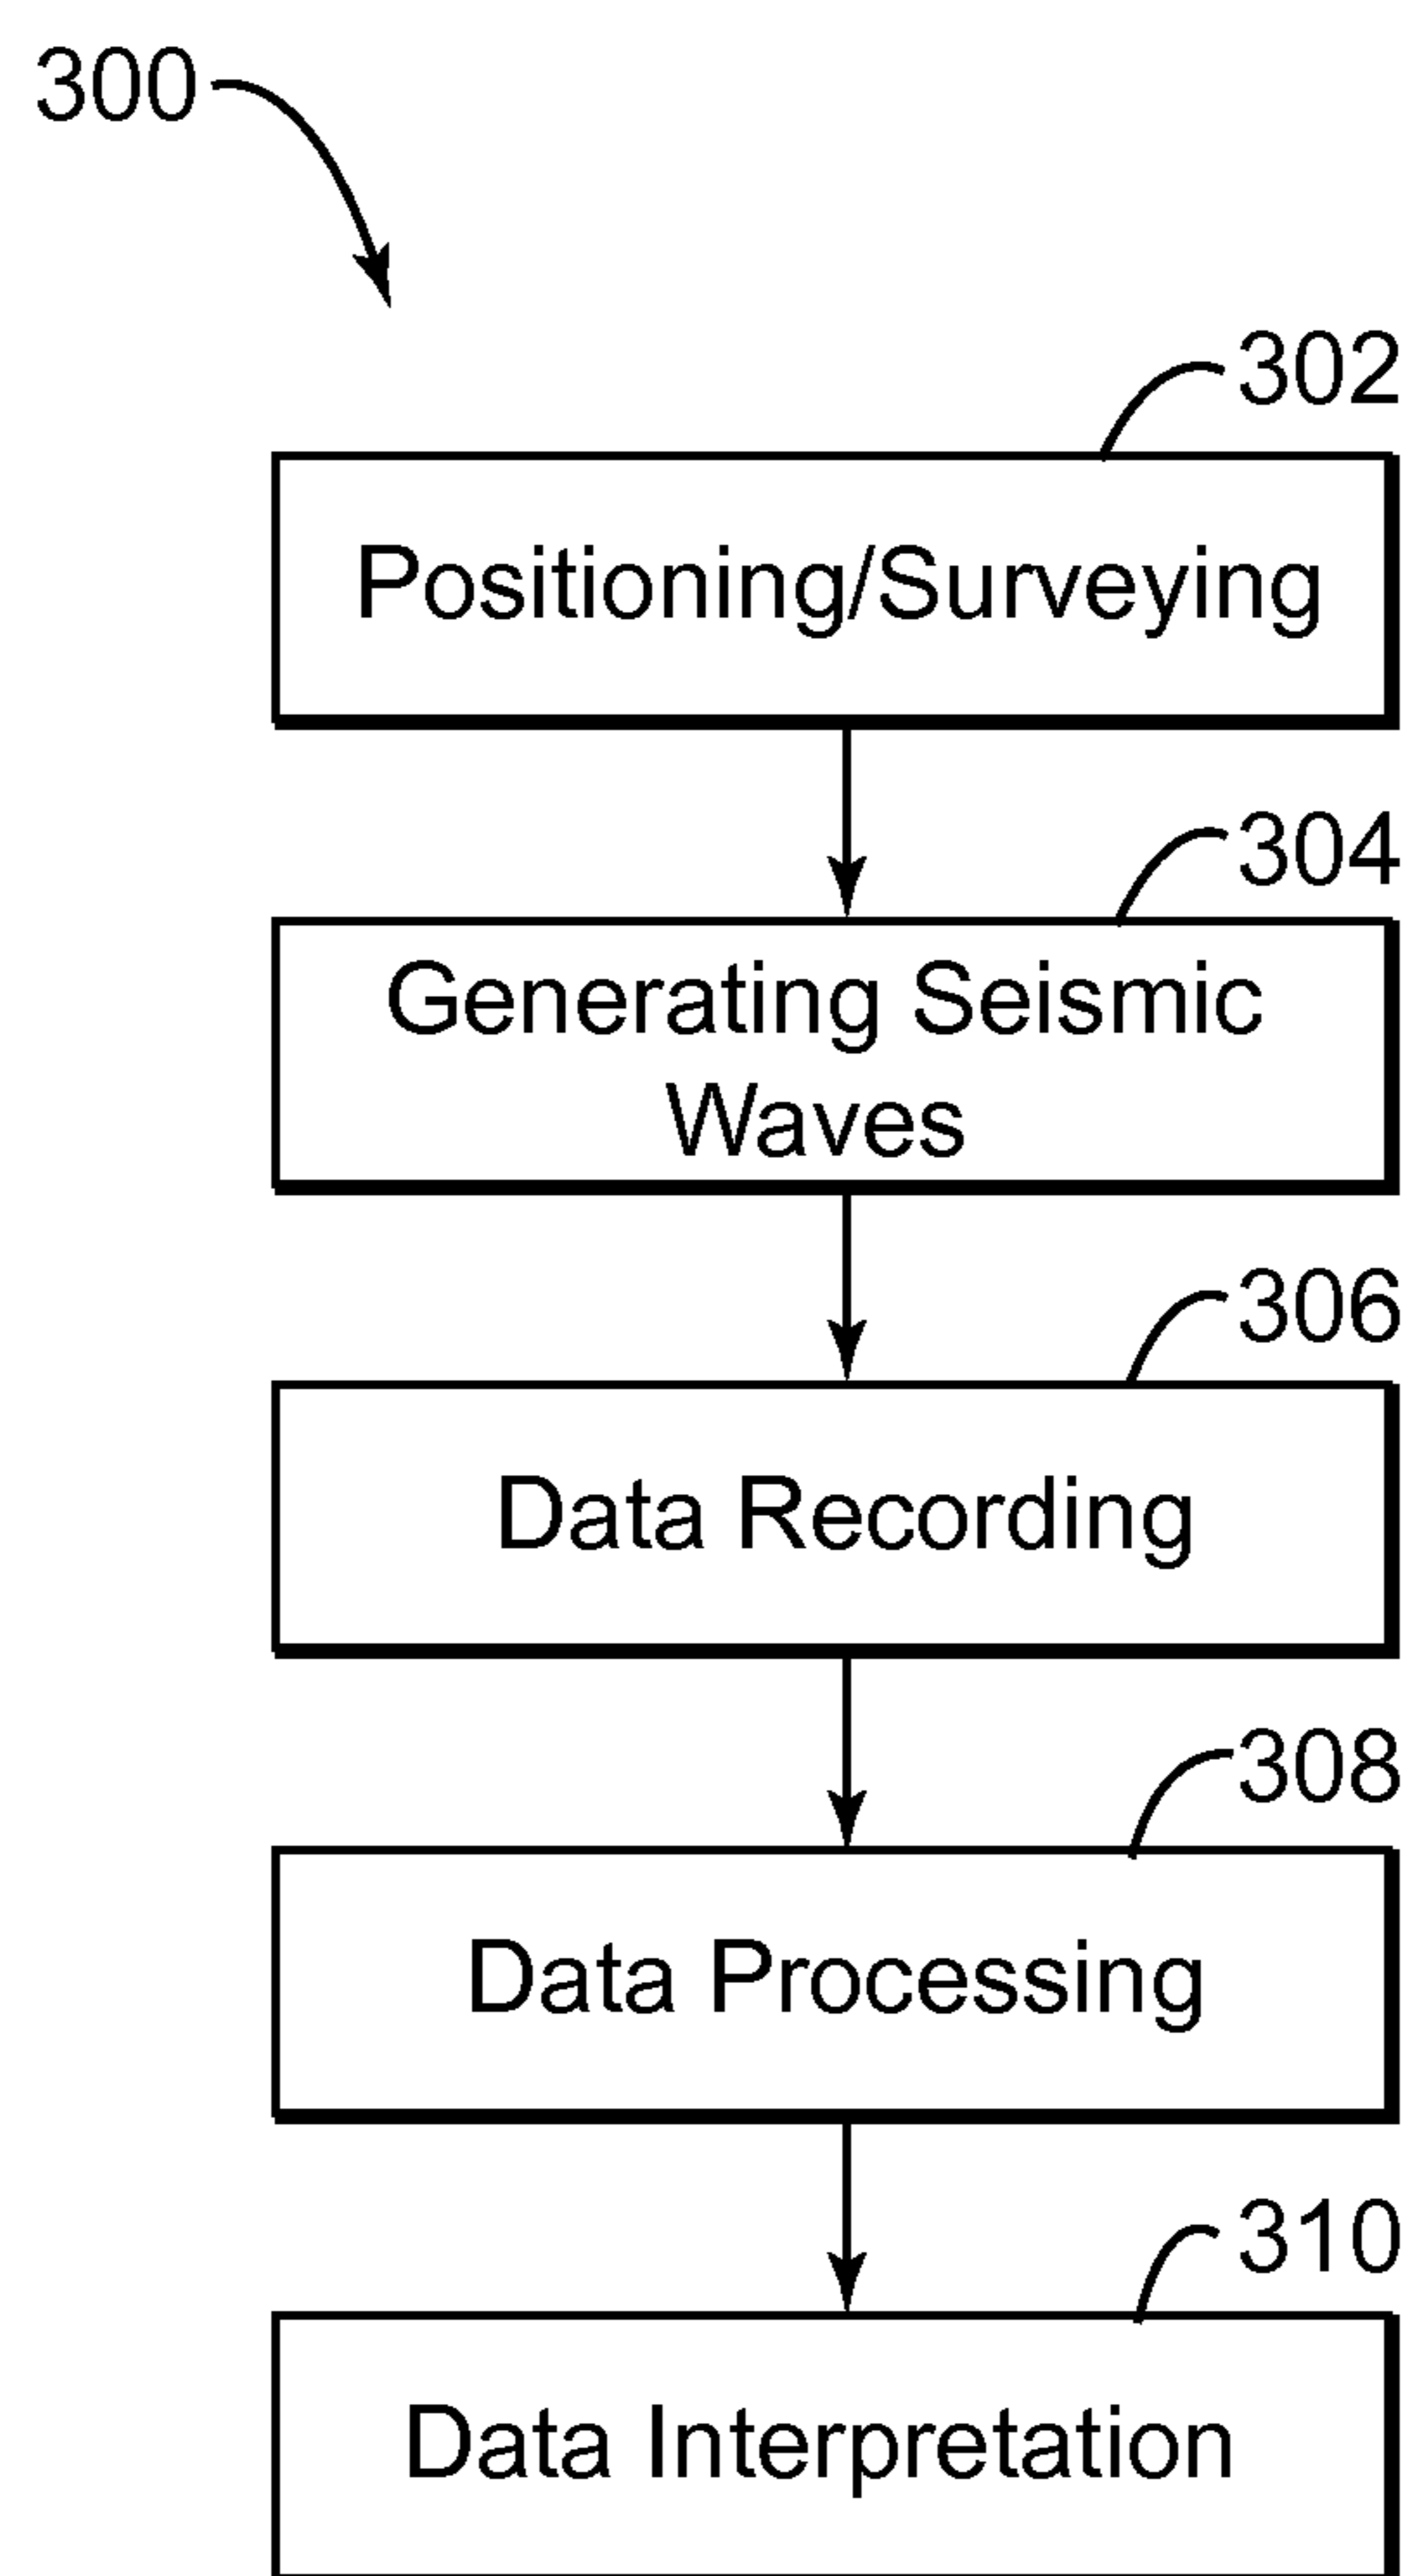 300
302
Positioning/Surveying
304
Generating Seismic
Waves
306
Data Recording
308
Data Processing
310
Data Interpretation